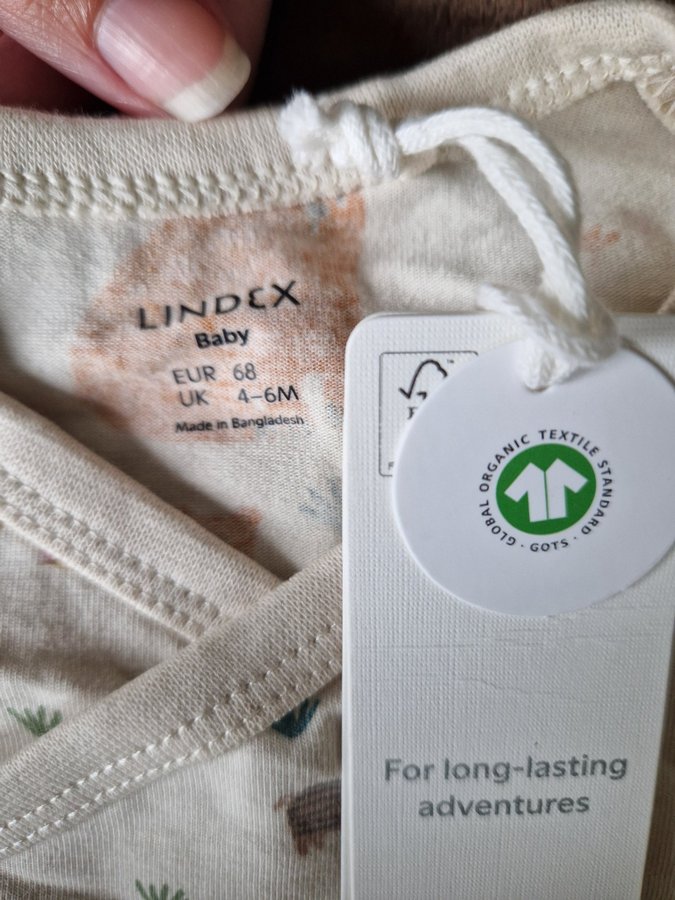 LINDEX
Baby
EUR 68
UK 4-6M
Made in Bangladesh
GLOBAL ORGANIC TEXTILE STANDARD · GOTS ·
For long-lasting
adventures